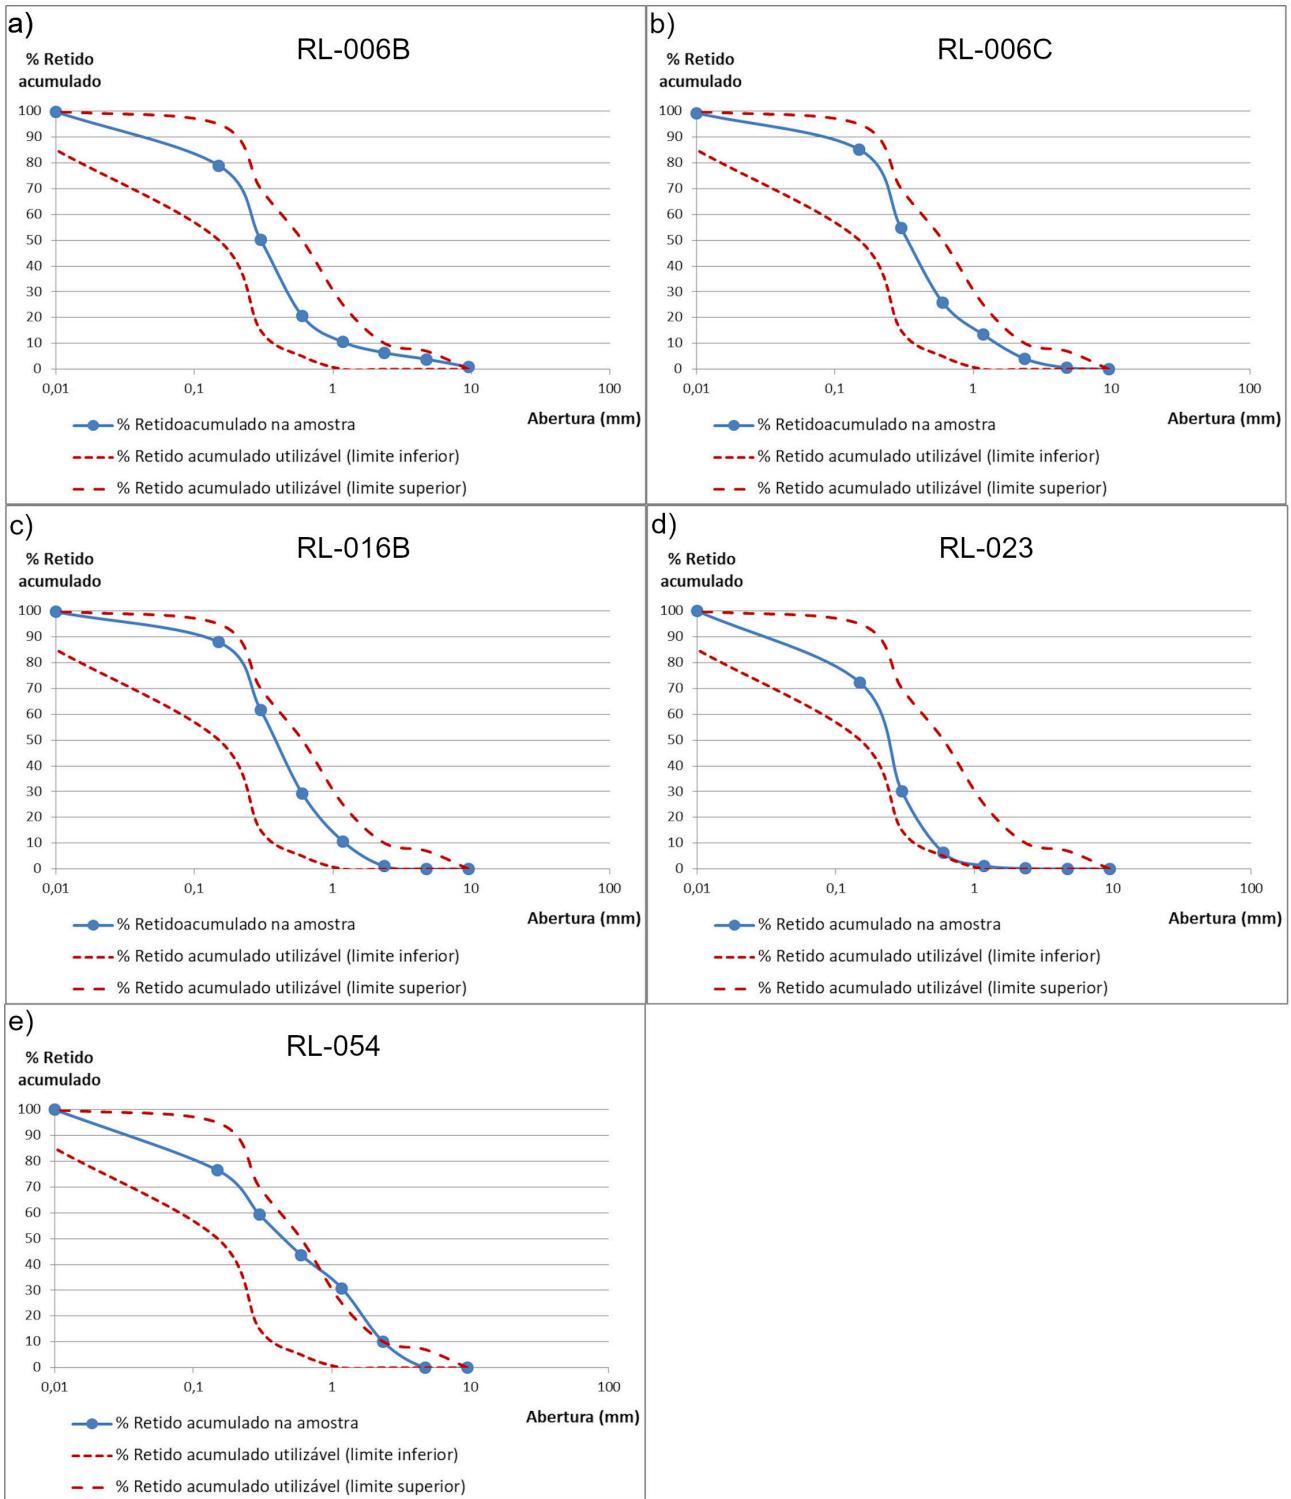 a)
RL-006B
% Retido
acumulado
100
90
80
70
60
50
40
30
20
10
0
0,01 0,1 1 10 100
Abertura (mm)
% Retidoacumulado na amostra
% Retido acumulado utilizável (limite inferior)
% Retido acumulado utilizável (limite superior)
b)
RL-006C
% Retido
acumulado
100
90
80
70
60
50
40
30
20
10
0
0,01 0,1 1 10 100
Abertura (mm)
% Retidoacumulado na amostra
% Retido acumulado utilizável (limite inferior)
% Retido acumulado utilizável (limite superior)
c)
RL-016B
% Retido
acumulado
100
90
80
70
60
50
40
30
20
10
0
0,01 0,1 1 10 100
Abertura (mm)
% Retidoacumulado na amostra
% Retido acumulado utilizável (limite inferior)
% Retido acumulado utilizável (limite superior)
d)
RL-023
% Retido
acumulado
100
90
80
70
60
50
40
30
20
10
0
0,01 0,1 1 10 100
Abertura (mm)
% Retido acumulado na amostra
% Retido acumulado utilizável (limite inferior)
% Retido acumulado utilizável (limite superior)
e)
RL-054
% Retido
acumulado
100
90
80
70
60
50
40
30
20
10
0
0,01 0,1 1 10 100
Abertura (mm)
% Retido acumulado na amostra
% Retido acumulado utilizável (limite inferior)
% Retido acumulado utilizável (limite superior)